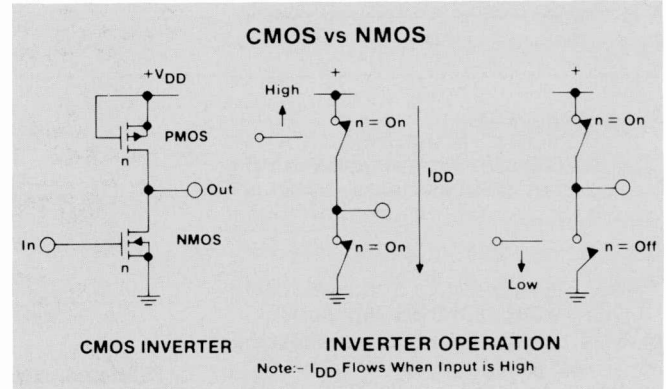 CMOS vs NMOS
+VDD
PMOS
n
Out
In
NMOS
n
CMOS INVERTER
+
High
n = On
IDD
n = On
+
n = On
n = Off
Low
INVERTER OPERATION
Note:- IDD Flows When Input is High